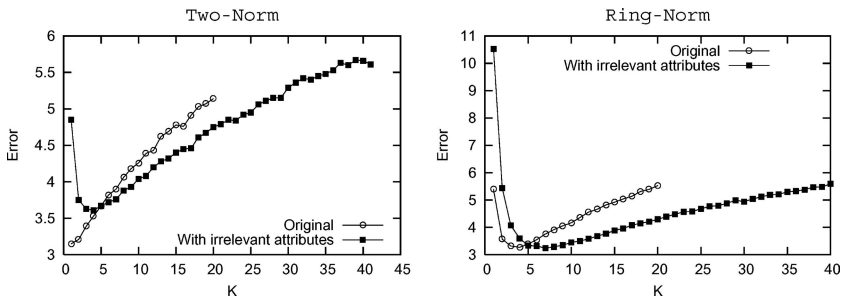 Two-Norm
6
5.5
5
4.5
4
3.5
3
Error
0 5 10 15 20 25 30 35 40 45
K
Original
With irrelevant attributes
Ring-Norm
11
10
9
8
7
6
5
4
3
Error
0 5 10 15 20 25 30 35 40
K
Original
With irrelevant attributes